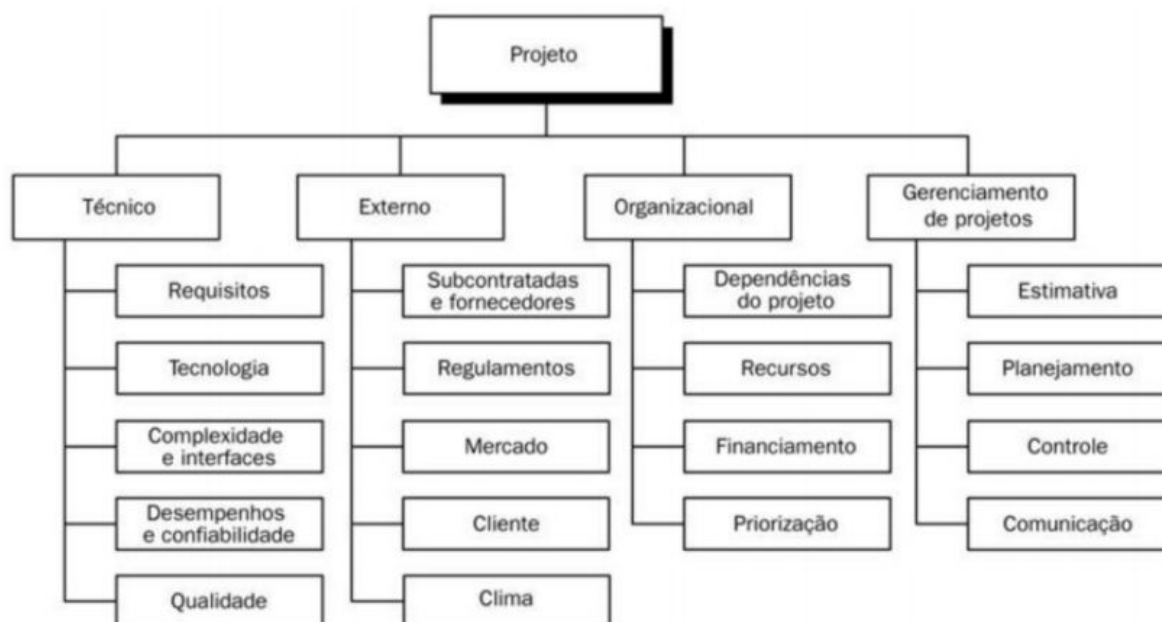 Projeto
Técnico
Externo
Organizacional
Gerenciamento
de projetos
Requisitos
Tecnologia
Complexidade
e interfaces
Desempenhos
e confiabilidade
Qualidade
Subcontratadas
e fornecedores
Regulamentos
Mercado
Cliente
Clima
Dependências
do projeto
Recursos
Financiamento
Priorização
Estimativa
Planejamento
Controle
Comunicação